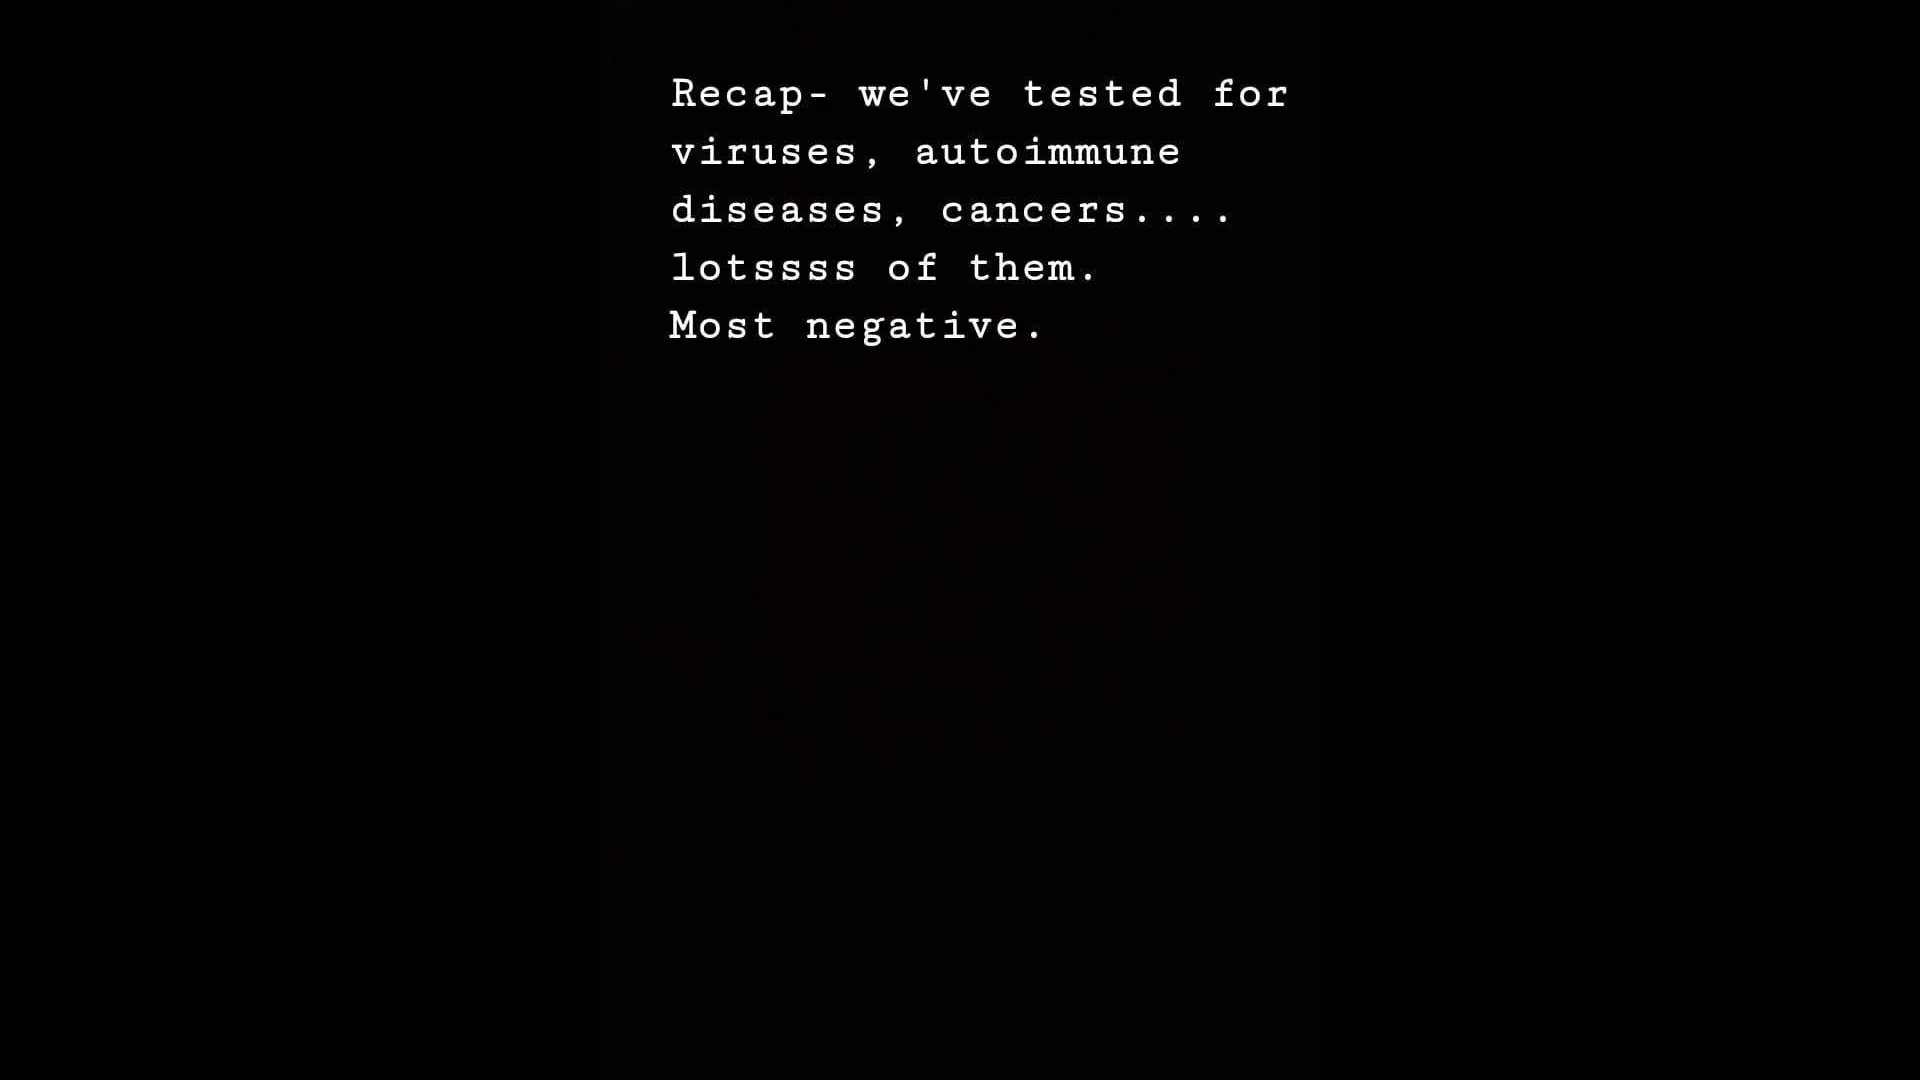 Recap- we've tested for
viruses, autoimmune
diseases, cancers....
lotssss of them.
Most negative.